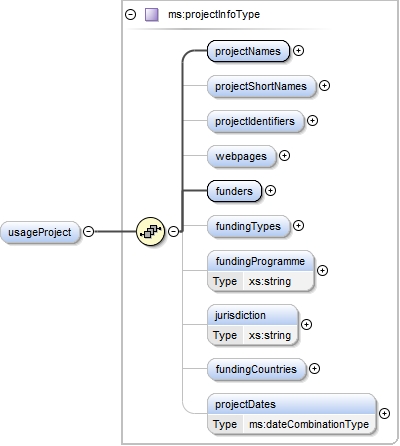 ms:projectInfoType
projectNames
projectShortNames
projectIdentifiers
webpages
funders
usageProject
fundingTypes
fundingProgramme
Type xs:string
jurisdiction
Type xs:string
fundingCountries
projectDates
Type ms:dateCombinationType